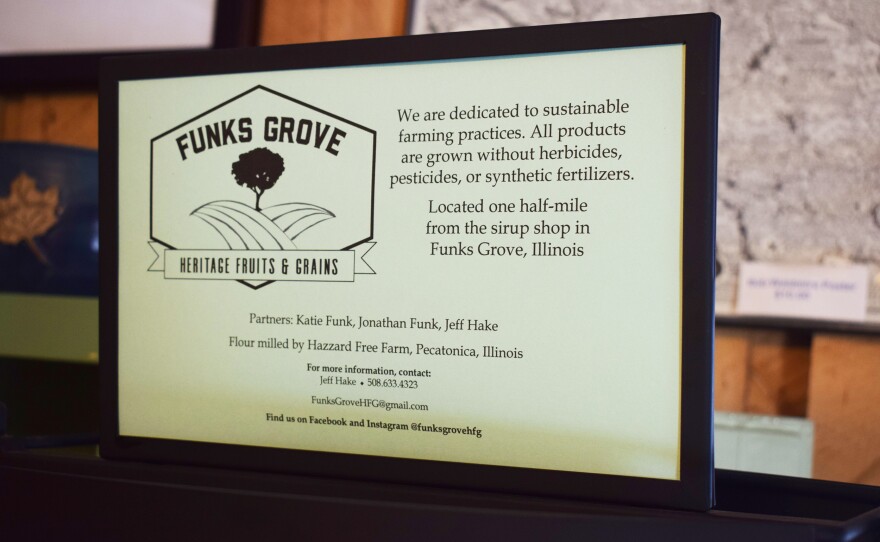 FUNKS GROVE
HERITAGE FRUITS & GRAINS
We are dedicated to sustainable
farming practices. All products
are grown without herbicides,
pesticides, or synthetic fertilizers.
Located one half-mile
from the sirup shop in
Funks Grove, Illinois
Partners: Katie Funk, Jonathan Funk, Jeff Hake
Flour milled by Hazzard Free Farm, Pecatonica, Illinois
For more information, contact:
Jeff Hake • 508.633.4323
FunksGroveHFG@gmail.com
Find us on Facebook and Instagram @funksgrovehfg